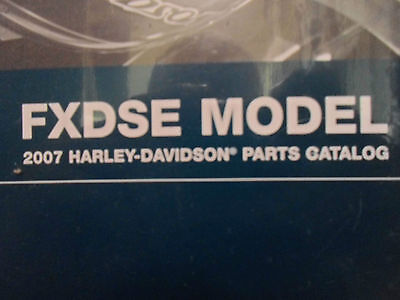 FXDSE MODEL
2007 HARLEY-DAVIDSON® PARTS CATALOG